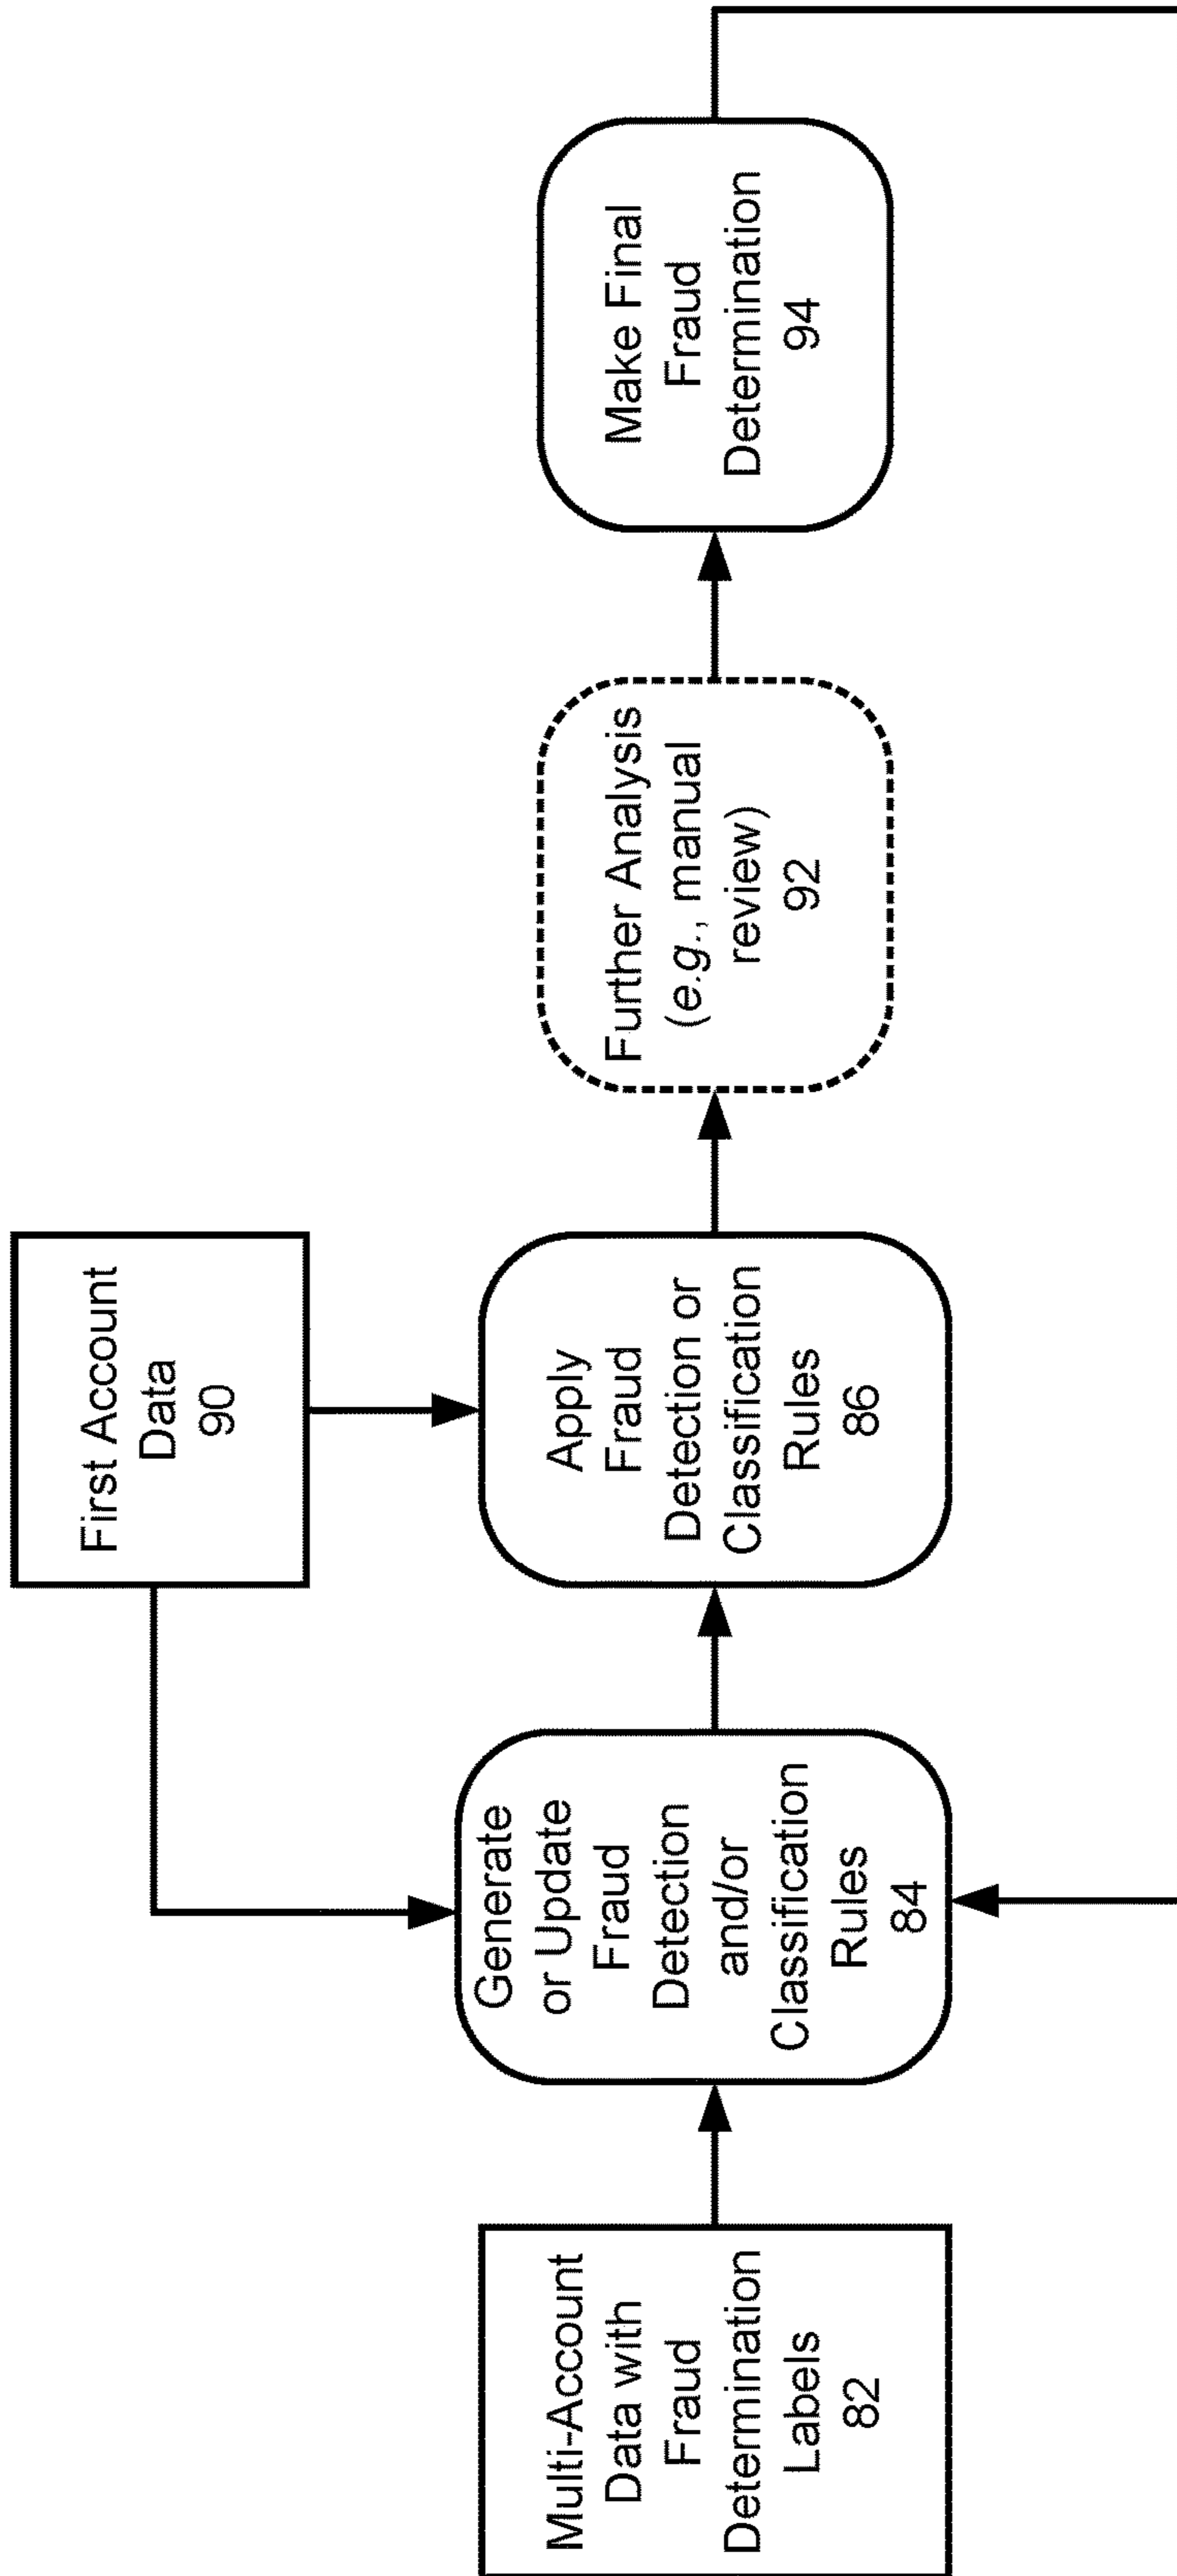 First Account
Data
90
Multi-Account
Data with
Fraud
Determination
Labels
82
Generate
or Update
Fraud
Detection
and/or
Classification
Rules
84
Apply
Fraud
Detection or
Classification
Rules
86
Further Analysis
(e.g., manual
review)
92
Make Final
Fraud
Determination
94